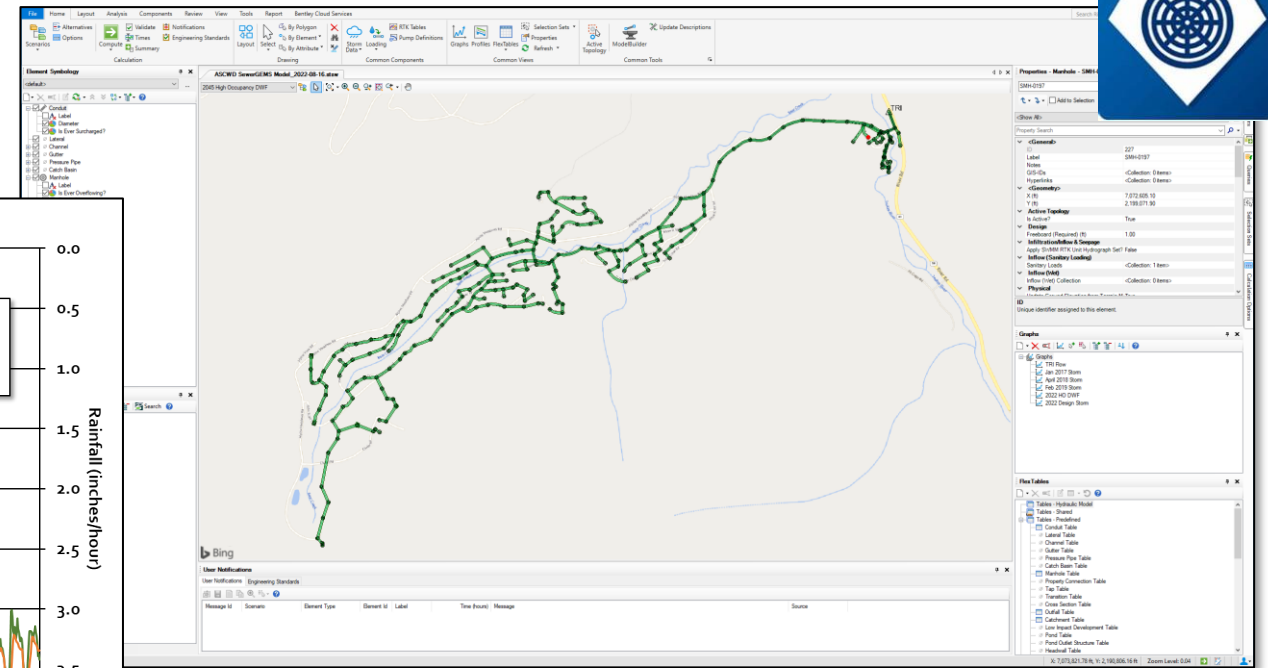 File Home Layout Analysis Components Review View Tools Report Bentley Cloud Services
Scenarios
Alternatives
Options
Compute
Validate
Times
Summary
Notifications
Engineering Standards
Calculation
Layout
Select
By Polygon
By Element
By Attribute
Drawing
Storm Data
Loading
RTK Tables
Pump Definitions
Common Components
Graphs Profiles FlexTables
Selection Sets
Properties
Refresh
Common Views
Active Topology
ModelBuilder
Update Descriptions
Common Tools
Element Symbology
<default>
Conduit
Label
Diameter
Is Ever Surcharged?
Lateral
Channel
Gutter
Pressure Pipe
Catch Basin
Manhole
Label
Is Ever Overflowing?
Search
ASCWD SewerGEMS Model_2022-08-16.stsw
2045 High Occupancy DWF
TRI
Bing
User Notifications
User Notifications Engineering Standards
Message Id Scenario Element Type Element Id Label Time (hours) Message Source
Properties - Manhole - SMH-
SMH-0197
Add to Selection
<Show All>
Property Search
<General>
ID 227
Label SMH-0197
Notes
GIS-IDs <Collection: 0 items>
Hyperlinks <Collection: 0 items>
<Geometry>
X (ft) 7,072,605.10
Y (ft) 2,199,071.90
Active Topology
Is Active? True
Design
Freeboard (Required) (ft) 1.00
Infiltration/Inflow & Seepage
Apply SWMM RTK Unit Hydrograph Set? False
Inflow (Sanitary Loading)
Sanitary Loads <Collection: 1 item>
Inflow (Wet)
Inflow (Wet) Collection <Collection: 0 items>
Physical
ID
Unique identifier assigned to this element.
Queries
Selection Sets
Calculation Options
Graphs
Graphs
TRI Flow
Jan 2017 Storm
April 2019 Storm
Feb 2019 Storm
2022 HO DWF
2022 Design Storm
FlexTables
Tables - Hydraulic Model
Tables - Shared
Tables - Predefined
Conduit Table
Lateral Table
Channel Table
Gutter Table
Pressure Pipe Table
Catch Basin Table
Manhole Table
Property Connection Table
Tap Table
Transition Table
Cross Section Table
Outfall Table
Catchment Table
Low Impact Development Table
Pond Table
Pond Outlet Structure Table
Headwall Table
X: 7,073,821.78 ft, Y: 2,190,806.16 ft Zoom Level: 0.04
0.0
0.5
1.0
1.5
2.0
2.5
3.0
3.5
Rainfall (inches/hour)